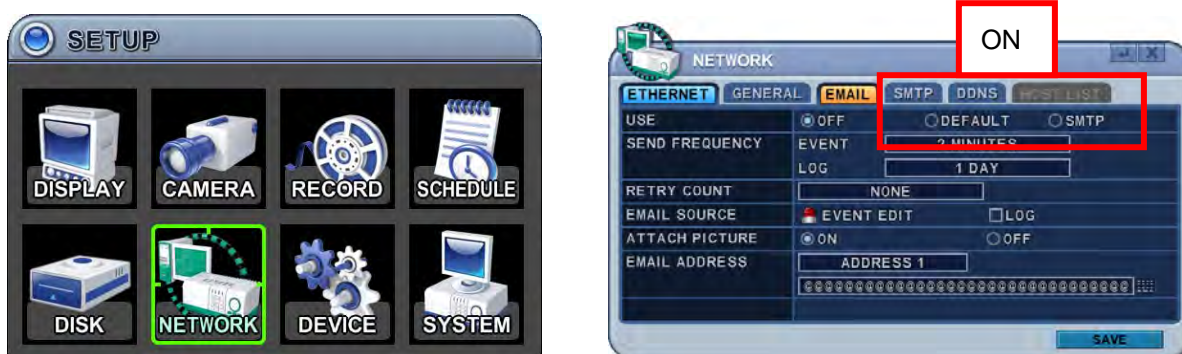 SETUP
DISPLAY CAMERA RECORD SCHEDULE
DISK NETWORK DEVICE SYSTEM
ON
NETWORK
ETHERNET GENERAL EMAIL SMTP DDNS HOST LIST
USE OFF DEFAULT SMTP
SEND FREQUENCY EVENT 2 MINUTES
LOG 1 DAY
RETRY COUNT NONE
EMAIL SOURCE EVENT EDIT LOG
ATTACH PICTURE ON OFF
EMAIL ADDRESS ADDRESS 1
SAVE